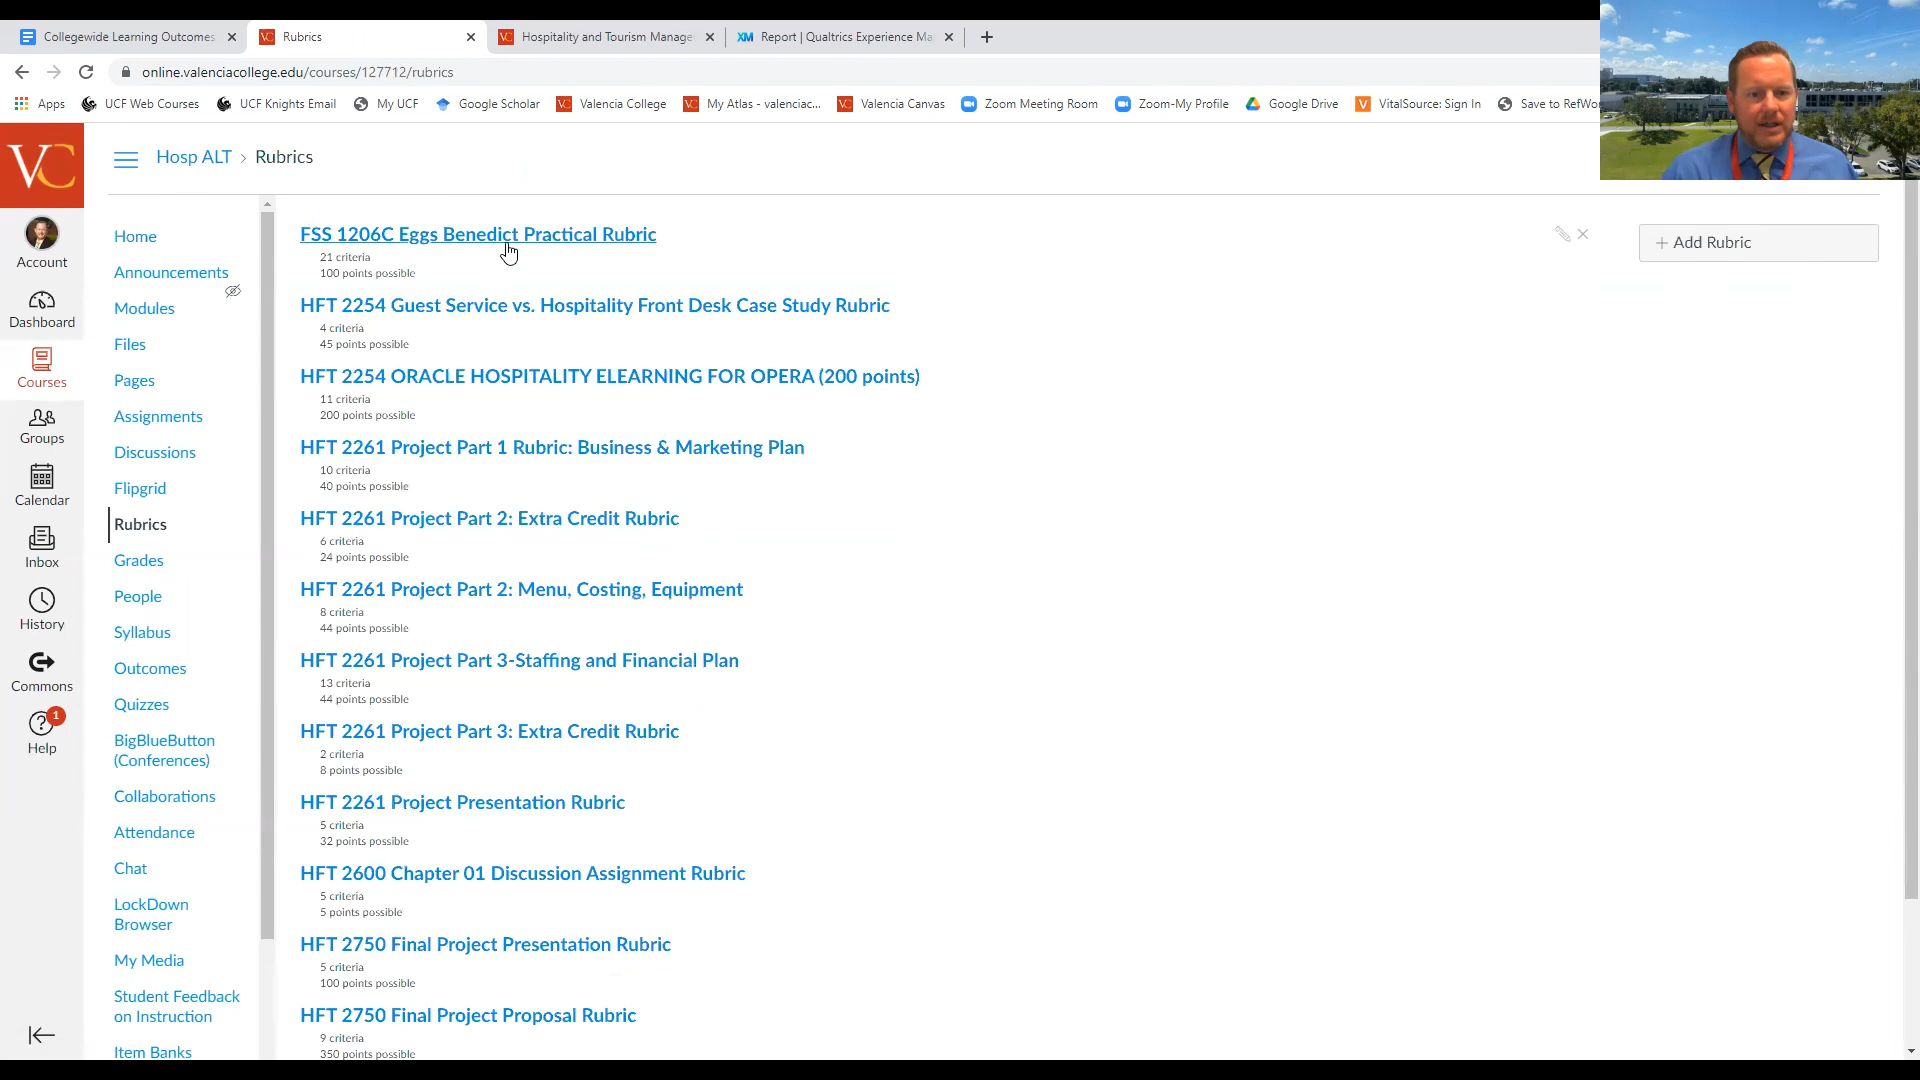 Collegewide Learning Outcomes
Rubrics
Hospitality and Tourism Manage
XM Report | Qualtrics Experience Ma
online.valenciacollege.edu/courses/127712/rubrics
Apps
UCF Web Courses
UCF Knights Email
My UCF
Google Scholar
VC Valencia College
VC My Atlas - valenciac...
VC Valencia Canvas
Zoom Meeting Room
Zoom-My Profile
Google Drive
V VitalSource: Sign In
Save to RefWo
VC
Hosp ALT > Rubrics
Account
Dashboard
Courses
Groups
Calendar
Inbox
History
Commons
1
Help
Home
Announcements
Modules
Files
Pages
Assignments
Discussions
Flipgrid
Rubrics
Grades
People
Syllabus
Outcomes
Quizzes
BigBlueButton
(Conferences)
Collaborations
Attendance
Chat
LockDown
Browser
My Media
Student Feedback
on Instruction
Item Banks
FSS 1206C Eggs Benedict Practical Rubric
21 criteria
100 points possible
HFT 2254 Guest Service vs. Hospitality Front Desk Case Study Rubric
4 criteria
45 points possible
HFT 2254 ORACLE HOSPITALITY ELEARNING FOR OPERA (200 points)
11 criteria
200 points possible
HFT 2261 Project Part 1 Rubric: Business & Marketing Plan
10 criteria
40 points possible
HFT 2261 Project Part 2: Extra Credit Rubric
6 criteria
24 points possible
HFT 2261 Project Part 2: Menu, Costing, Equipment
8 criteria
44 points possible
HFT 2261 Project Part 3-Staffing and Financial Plan
13 criteria
44 points possible
HFT 2261 Project Part 3: Extra Credit Rubric
2 criteria
8 points possible
HFT 2261 Project Presentation Rubric
5 criteria
32 points possible
HFT 2600 Chapter 01 Discussion Assignment Rubric
5 criteria
5 points possible
HFT 2750 Final Project Presentation Rubric
5 criteria
100 points possible
HFT 2750 Final Project Proposal Rubric
9 criteria
350 points possible
+ Add Rubric